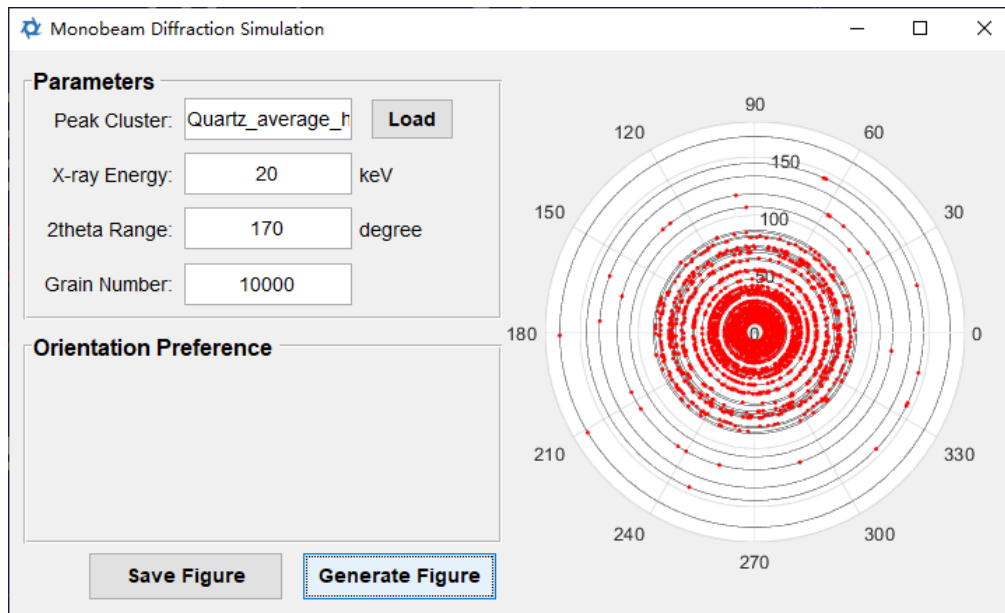 Monobeam Diffraction Simulation
Parameters
Peak Cluster: Quartz_average_h Load
X-ray Energy: 20 keV
2theta Range: 170 degree
Grain Number: 10000
Orientation Preference
Save Figure Generate Figure
90
120 60
150
150 30
100
50
180 0 0
210 330
240 300
270